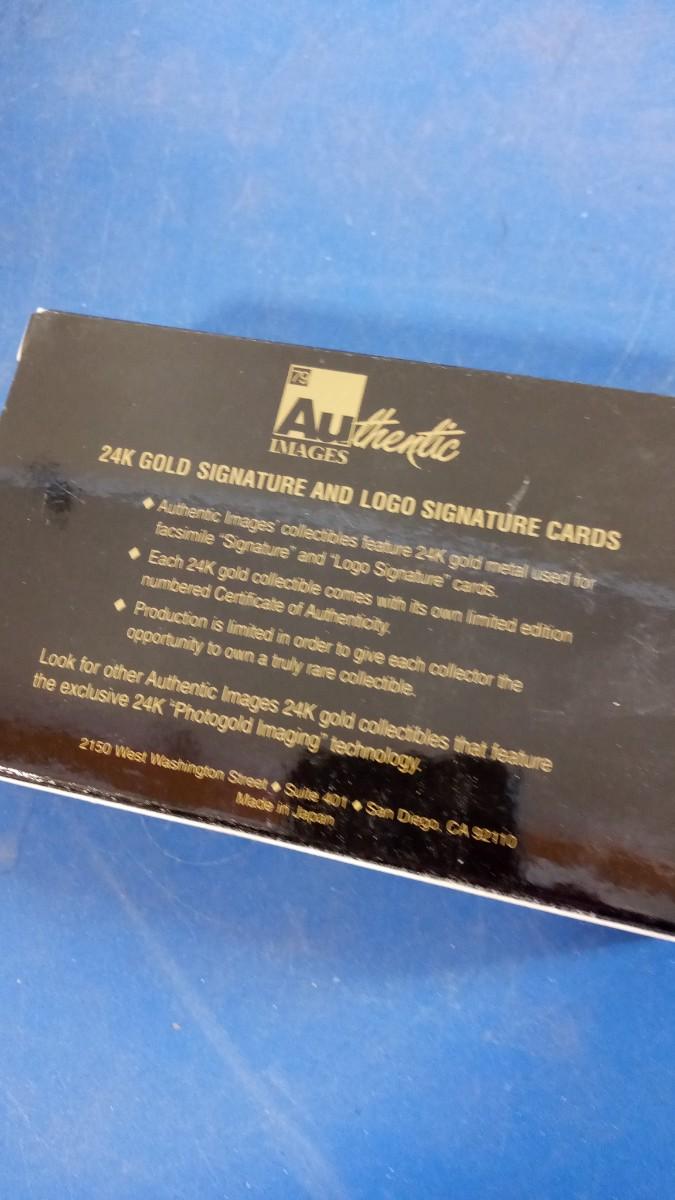 79
Authentic
IMAGES
24K GOLD SIGNATURE AND LOGO SIGNATURE CARDS
◆ Authentic Images' collectibles feature 24K gold metal used for
facsimile "Signature" and "Logo Signature" cards.
◆ Each 24K gold collectible comes with its own limited edition
numbered Certificate of Authenticity.
◆ Production is limited in order to give each collector the
opportunity to own a truly rare collectible.
Look for other Authentic Images 24K gold collectibles that feature
the exclusive 24K "Photogold Imaging" technology.
2150 West Washington Street ◆ Suite 401 ◆ San Diego, CA 92110
Made in Japan